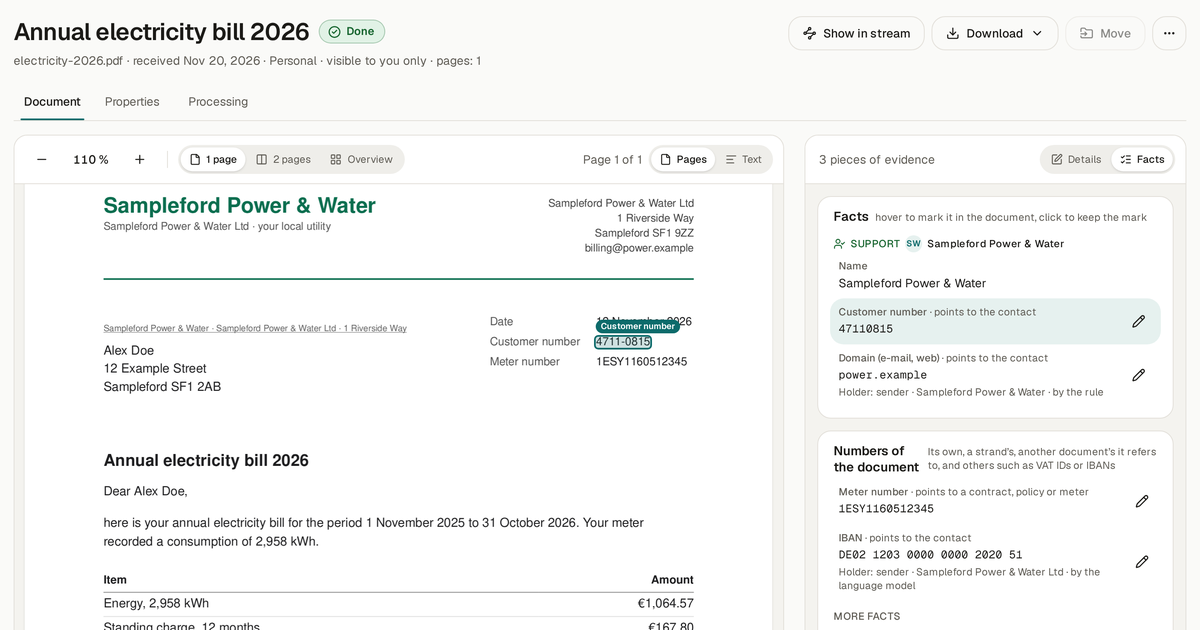 Annual electricity bill 2026
Done
Show in stream
Download
Move
electricity-2026.pdf · received Nov 20, 2026 · Personal · visible to you only · pages: 1
Document
Properties
Processing
110 %
1 page
2 pages
Overview
Page 1 of 1
Pages
Text
3 pieces of evidence
Details
Facts
Sampleford Power & Water
Sampleford Power & Water Ltd · your local utility
Sampleford Power & Water Ltd
1 Riverside Way
Sampleford SF1 9ZZ
billing@power.example
Sampleford Power & Water · Sampleford Power & Water Ltd · 1 Riverside Way
Alex Doe
12 Example Street
Sampleford SF1 2AB
Date
Customer number
Customer number 4711-0815
Meter number 1ESY1160512345
Annual electricity bill 2026
Dear Alex Doe,
here is your annual electricity bill for the period 1 November 2025 to 31 October 2026. Your meter
recorded a consumption of 2,958 kWh.
Item Amount
Energy, 2,958 kWh €1,064.57
Standing charge, 12 months €167.80
Facts hover to mark it in the document, click to keep the mark
SUPPORT SW Sampleford Power & Water
Name
Sampleford Power & Water
Customer number · points to the contact
47110815
Domain (e-mail, web) · points to the contact
power.example
Holder: sender · Sampleford Power & Water · by the rule
Numbers of
the document
Its own, a strand's, another document's it refers
to, and others such as VAT IDs or IBANs
Meter number · points to a contract, policy or meter
1ESY1160512345
IBAN · points to the contact
DE02 1203 0000 0000 2020 51
Holder: sender · Sampleford Power & Water Ltd · by the
language model
MORE FACTS